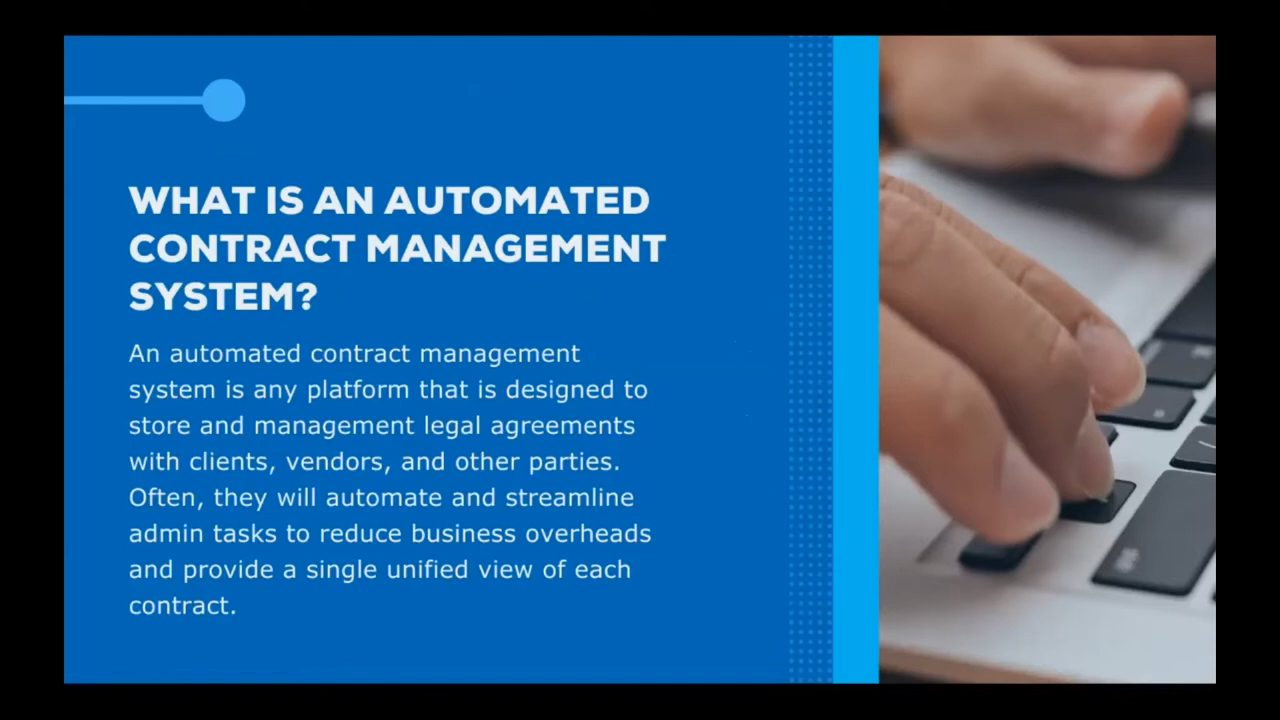 WHAT IS AN AUTOMATED
CONTRACT MANAGEMENT
SYSTEM?
An automated contract management
system is any platform that is designed to
store and management legal agreements
with clients, vendors, and other parties.
Often, they will automate and streamline
admin tasks to reduce business overheads
and provide a single unified view of each
contract.